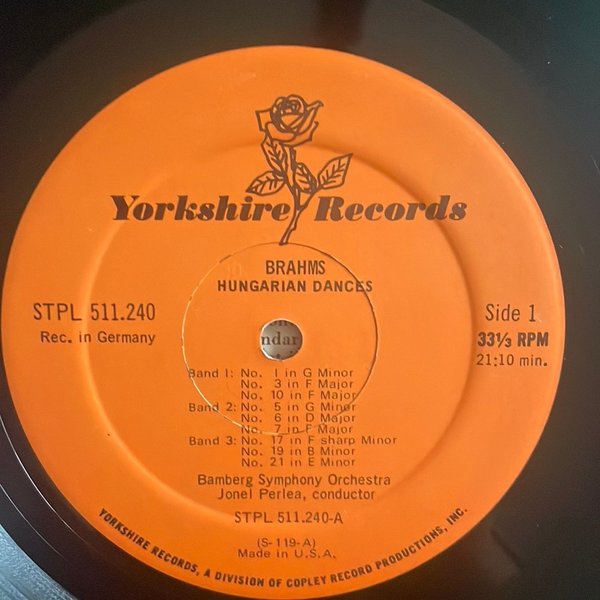 Yorkshire Records
BRAHMS
HUNGARIAN DANCES
STPL 511.240
Rec. in Germany
Side 1
33⅓ RPM
21:10 min.
ndar
Band 1: No. 1 in G Minor
No. 3 in F Major
No. 10 in F Major
Band 2: No. 5 in G Minor
No. 6 in D Major
No. 7 in F Major
Band 3: No. 17 in F sharp Minor
No. 19 in B Minor
No. 21 in E Minor
Bamberg Symphony Orchestra
Jonel Perlea, conductor
STPL 511.240-A
(S-119-A)
Made in U.S.A.
YORKSHIRE RECORDS, A DIVISION OF COPLEY RECORD PRODUCTIONS, INC.